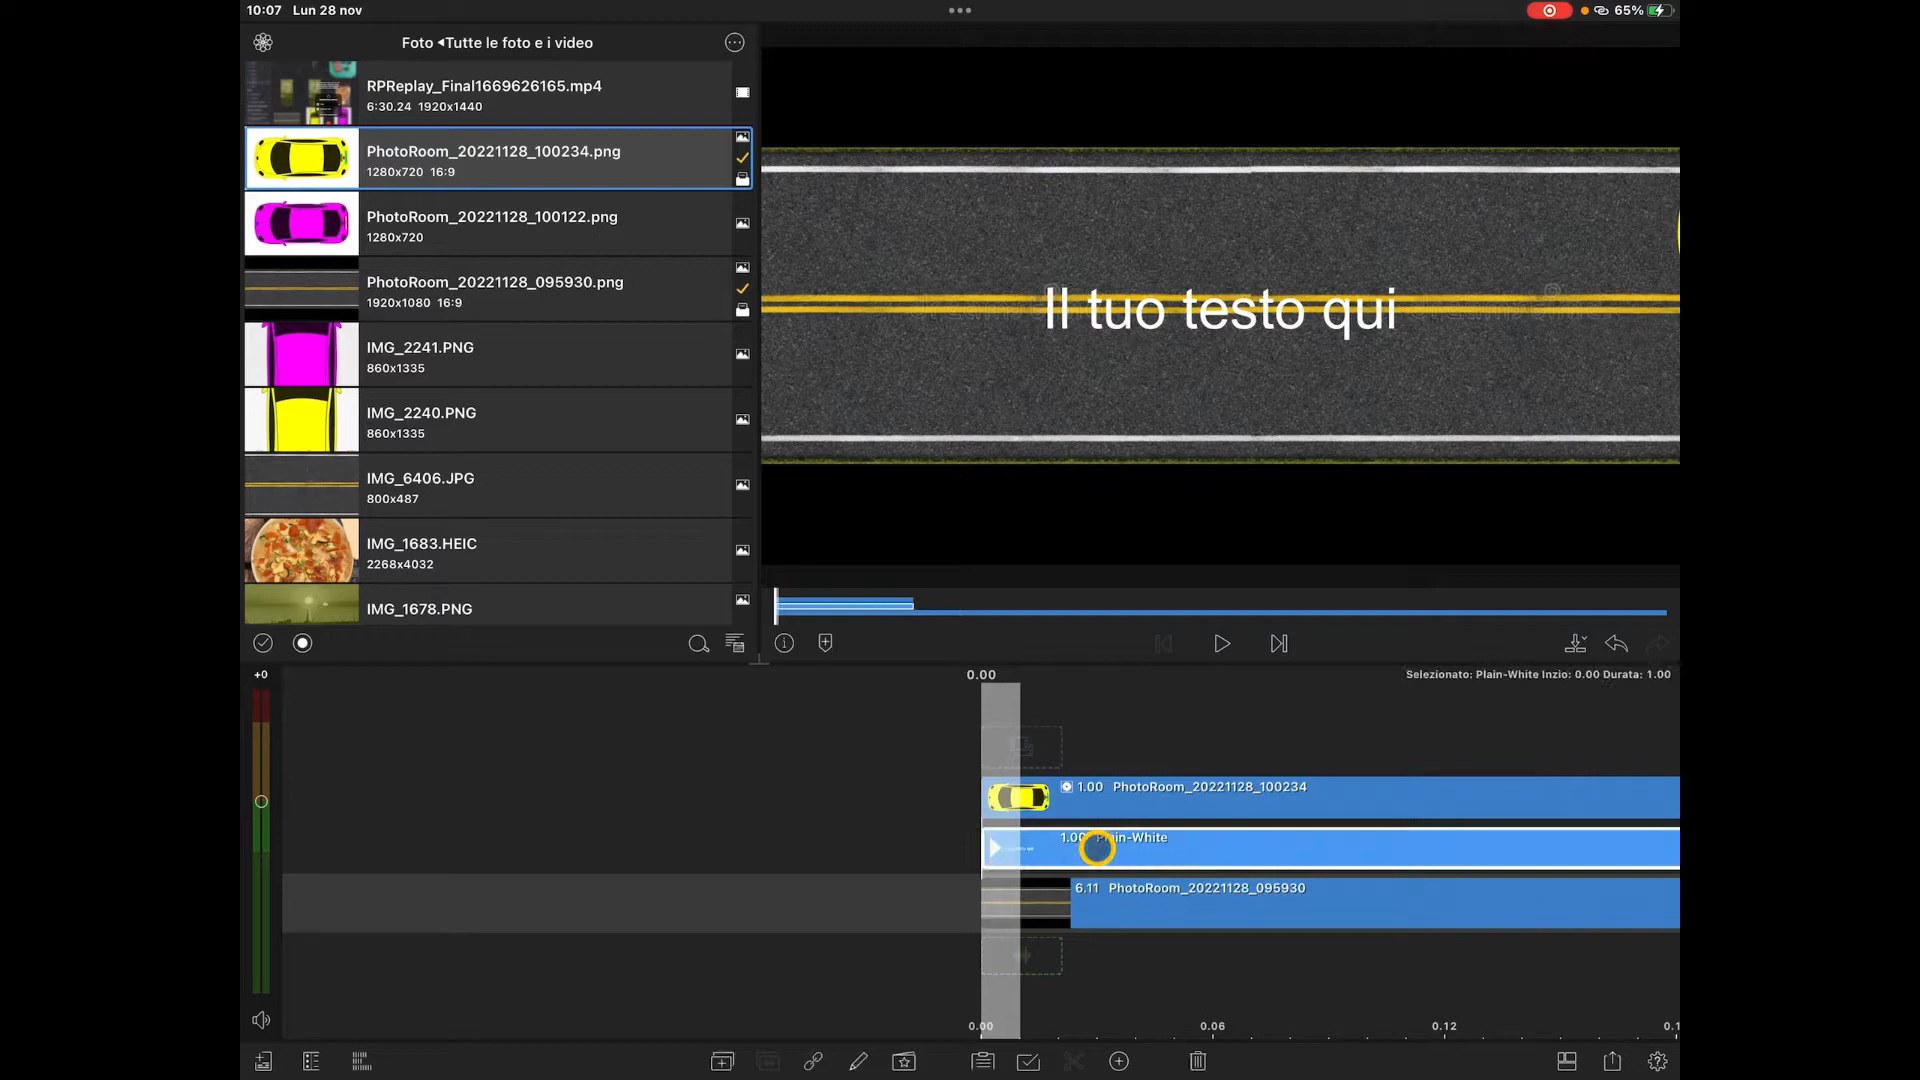 10:07 Lun 28 nov
65%
Foto ◂Tutte le foto e i video
RPReplay_Final1669626165.mp4
6:30.24 1920x1440
PhotoRoom_20221128_100234.png
1280x720 16:9
PhotoRoom_20221128_100122.png
1280x720
PhotoRoom_20221128_095930.png
1920x1080 16:9
IMG_2241.PNG
860x1335
IMG_2240.PNG
860x1335
IMG_6406.JPG
800x487
IMG_1683.HEIC
2268x4032
IMG_1678.PNG
Il tuo testo qui
+0
0.00
Selezionato: Plain-White Inzio: 0.00 Durata: 1.00
1.00 PhotoRoom_20221128_100234
1.00 Plain-White
6.11 PhotoRoom_20221128_095930
0.00 0.06 0.12